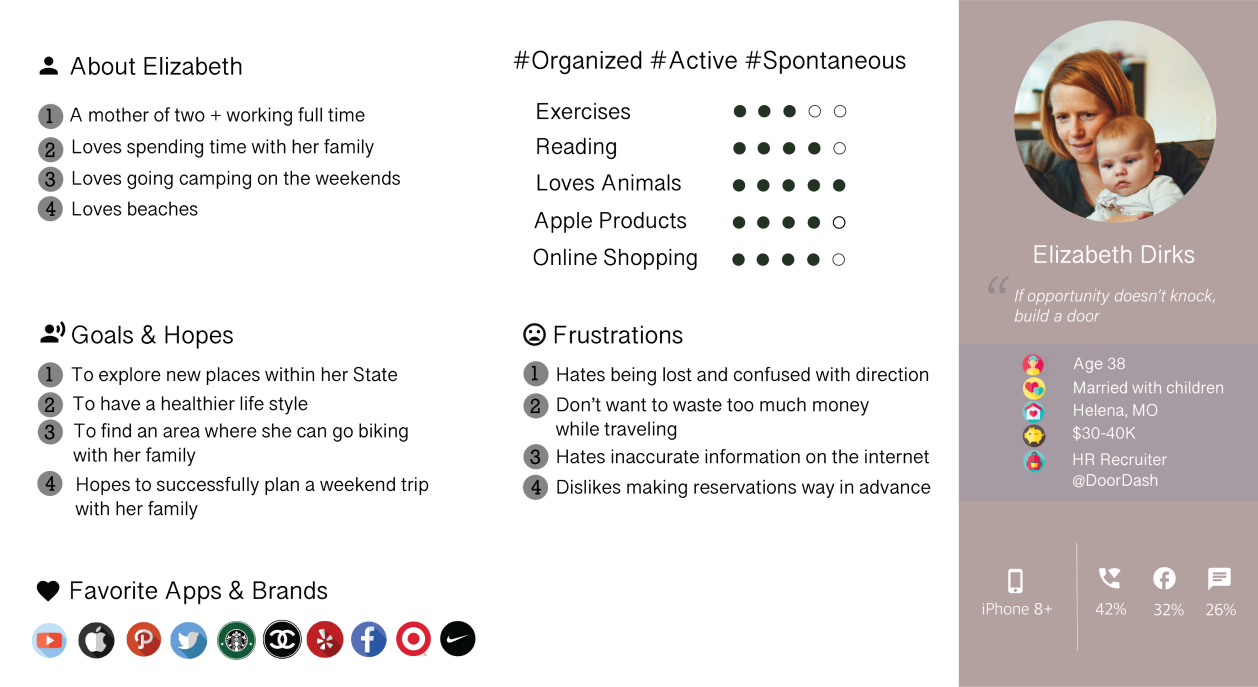 About Elizabeth
1 A mother of two + working full time
2 Loves spending time with her family
3 Loves going camping on the weekends
4 Loves beaches
#Organized #Active #Spontaneous
Exercises
Reading
Loves Animals
Apple Products
Online Shopping
Goals & Hopes
1 To explore new places within her State
2 To have a healthier life style
3 To find an area where she can go biking
with her family
4 Hopes to successfully plan a weekend trip
with her family
Frustrations
1 Hates being lost and confused with direction
2 Don't want to waste too much money
while traveling
3 Hates inaccurate information on the internet
4 Dislikes making reservations way in advance
Favorite Apps & Brands
Elizabeth Dirks
“ If opportunity doesn't knock,
build a door
Age 38
Married with children
Helena, MO
$30-40K
HR Recruiter
@DoorDash
iPhone 8+
42% 32% 26%